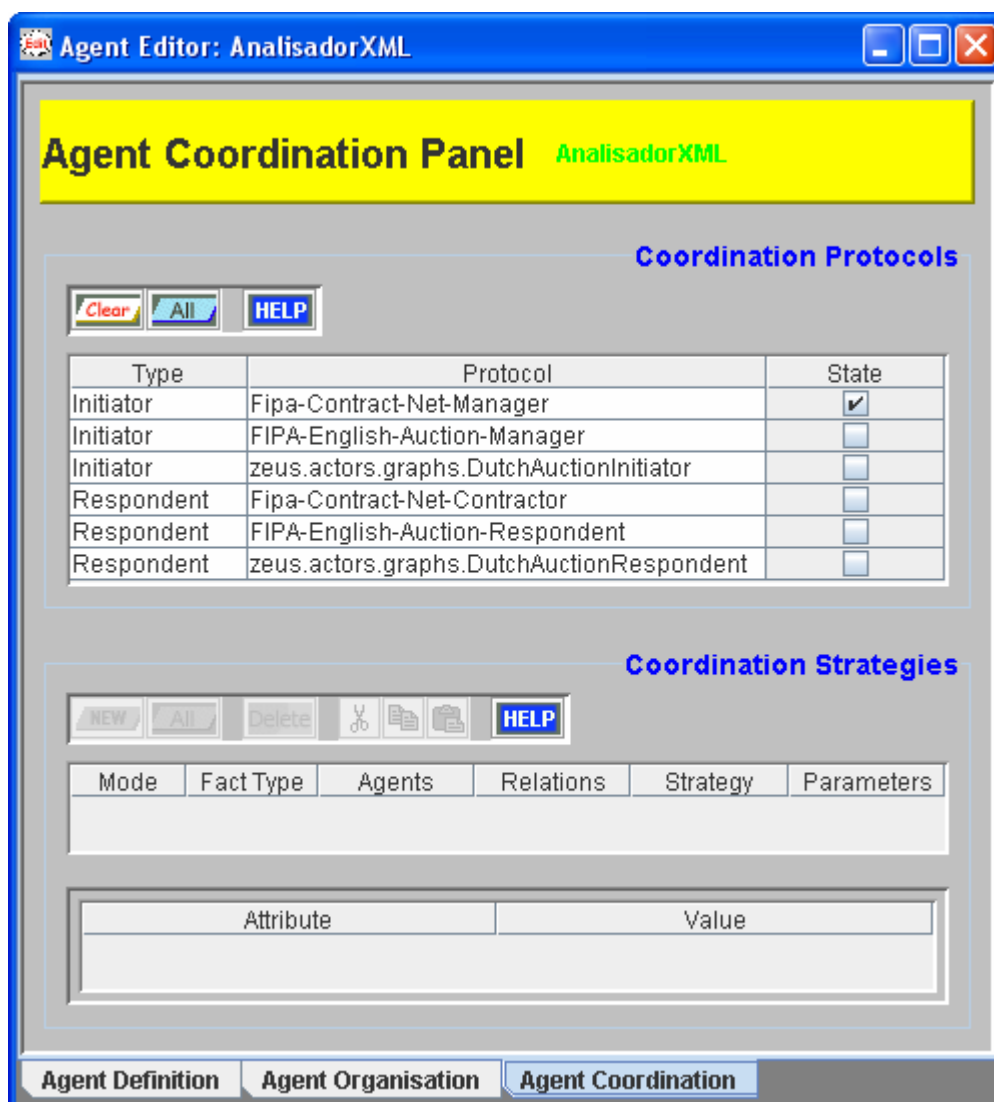 Edit Agent Editor: AnalisadorXML
Agent Coordination Panel AnalisadorXML
Coordination Protocols
Clear All HELP
Type Protocol State
Initiator Fipa-Contract-Net-Manager
Initiator FIPA-English-Auction-Manager
Initiator zeus.actors.graphs.DutchAuctionInitiator
Respondent Fipa-Contract-Net-Contractor
Respondent FIPA-English-Auction-Respondent
Respondent zeus.actors.graphs.DutchAuctionRespondent
Coordination Strategies
NEW All Delete HELP
Mode Fact Type Agents Relations Strategy Parameters
Attribute Value
Agent Definition Agent Organisation Agent Coordination